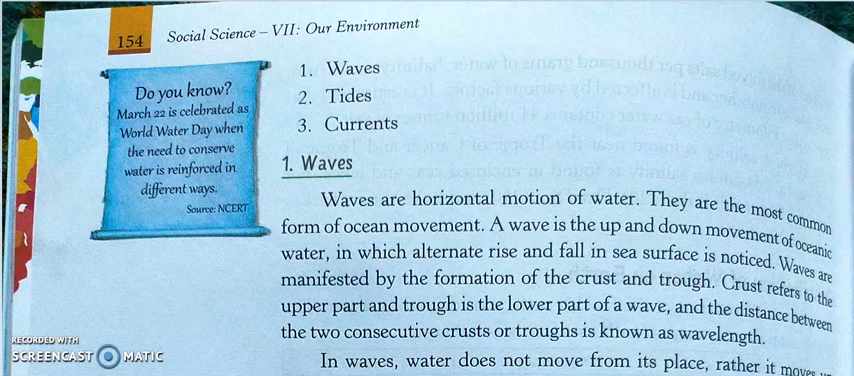 154
Social Science – VII: Our Environment
Do you know?
March 22 is celebrated as
World Water Day when
the need to conserve
water is reinforced in
different ways.
Source: NCERT
1. Waves
2. Tides
3. Currents
1. Waves
Waves are horizontal motion of water. They are the most common
form of ocean movement. A wave is the up and down movement of oceanic
water, in which alternate rise and fall in sea surface is noticed. Waves are
manifested by the formation of the crust and trough. Crust refers to the
upper part and trough is the lower part of a wave, and the distance between
the two consecutive crusts or troughs is known as wavelength.
In waves, water does not move from its place, rather it moves
RECORDED WITH
SCREENCAST MATIC